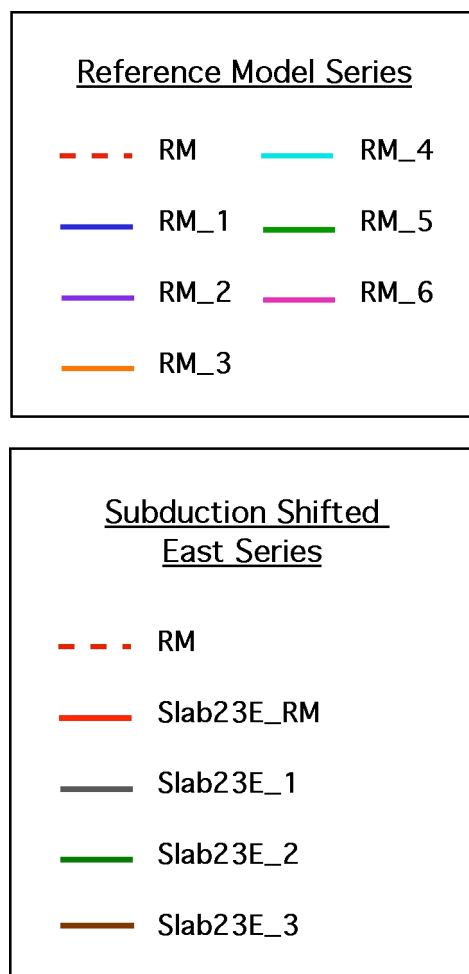 Reference Model Series
RM
RM_4
RM_1
RM_5
RM_2
RM_6
RM_3
Subduction Shifted
East Series
RM
Slab23E_RM
Slab23E_1
Slab23E_2
Slab23E_3